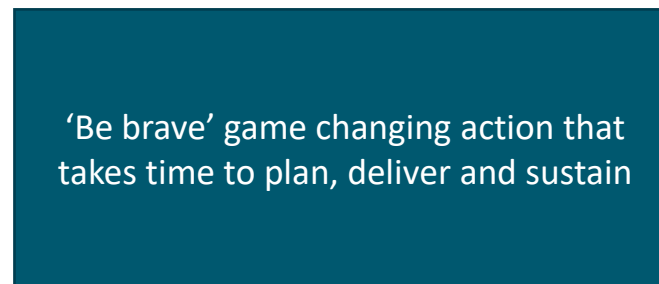 ‘Be brave’ game changing action that
takes time to plan, deliver and sustain